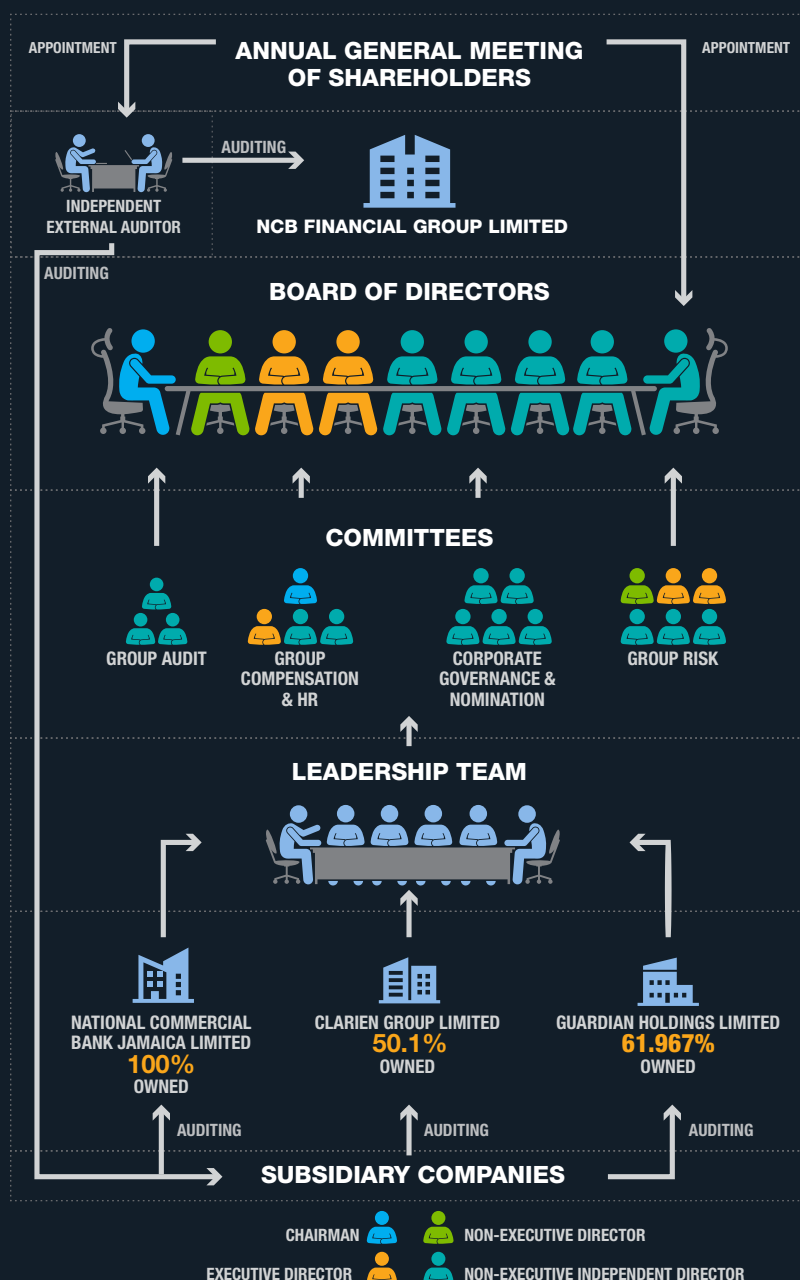 APPOINTMENT
ANNUAL GENERAL MEETING
OF SHAREHOLDERS
APPOINTMENT
AUDITING
INDEPENDENT
EXTERNAL AUDITOR
NCB FINANCIAL GROUP LIMITED
AUDITING
BOARD OF DIRECTORS
COMMITTEES
GROUP AUDIT
GROUP
COMPENSATION
& HR
CORPORATE
GOVERNANCE &
NOMINATION
GROUP RISK
LEADERSHIP TEAM
NATIONAL COMMERCIAL
BANK JAMAICA LIMITED
100%
OWNED
CLARIEN GROUP LIMITED
50.1%
OWNED
GUARDIAN HOLDINGS LIMITED
61.967%
OWNED
AUDITING
AUDITING
AUDITING
SUBSIDIARY COMPANIES
CHAIRMAN
NON-EXECUTIVE DIRECTOR
EXECUTIVE DIRECTOR
NON-EXECUTIVE INDEPENDENT DIRECTOR